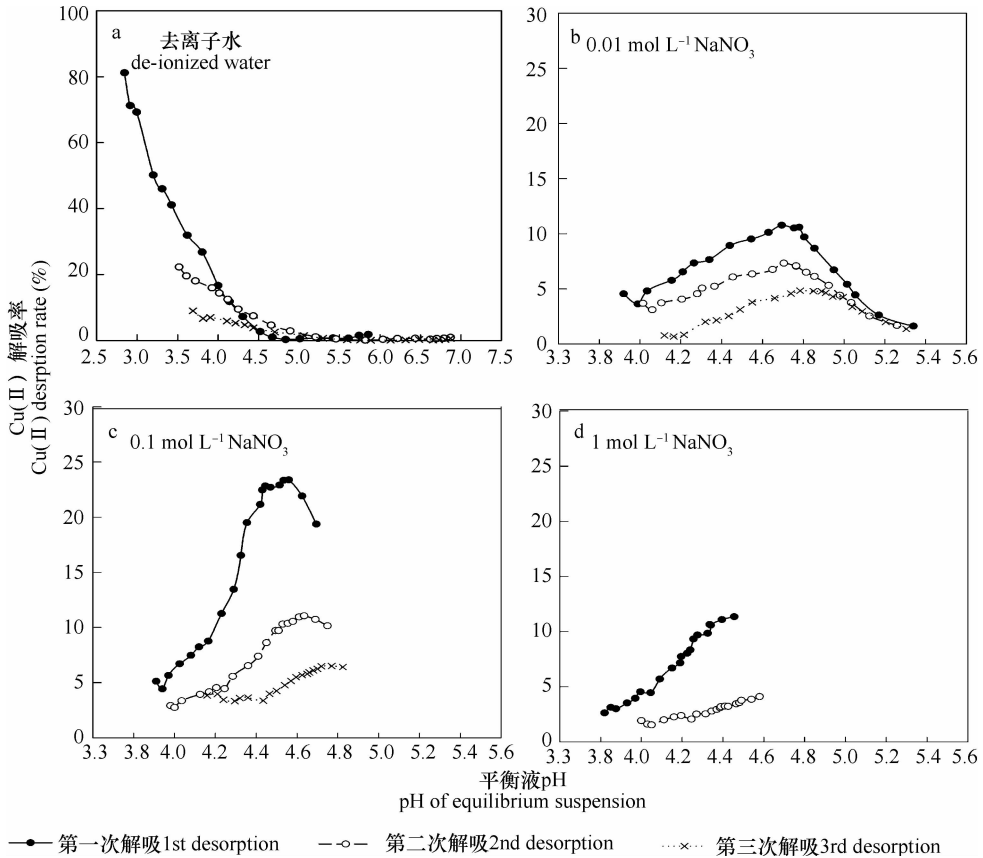 100
80
60
40
20
0
a
去离子水
de-ionized water
2.5 3.0 3.5 4.0 4.5 5.0 5.5 6.0 6.5 7.0 7.5
30
25
20
15
10
5
0
b 0.01 mol L⁻¹ NaNO₃
3.3 3.8 4.0 4.2 4.4 4.6 4.8 5.0 5.2 5.4 5.6
Cu(Ⅱ) 解吸率
Cu(Ⅱ) desrption rate (%)
30
25
20
15
10
5
0
c 0.1 mol L⁻¹ NaNO₃
3.3 3.8 4.0 4.2 4.4 4.6 4.8 5.0 5.2 5.4 5.6
30
25
20
15
10
5
0
d 1 mol L⁻¹ NaNO₃
3.3 3.8 4.0 4.2 4.4 4.6 4.8 5.0 5.2 5.4 5.6
平衡液pH
pH of equilibrium suspension
第一次解吸1st desorption 第二次解吸2nd desorption 第三次解吸3rd desorption